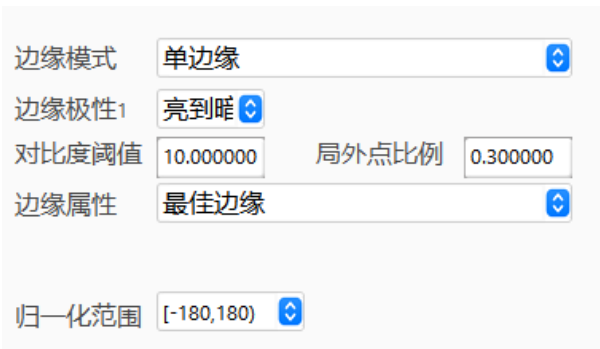 边缘模式 单边缘
边缘极性1 亮到暗
对比度阈值 10.000000 局外点比例 0.300000
边缘属性 最佳边缘
归一化范围 [-180,180)